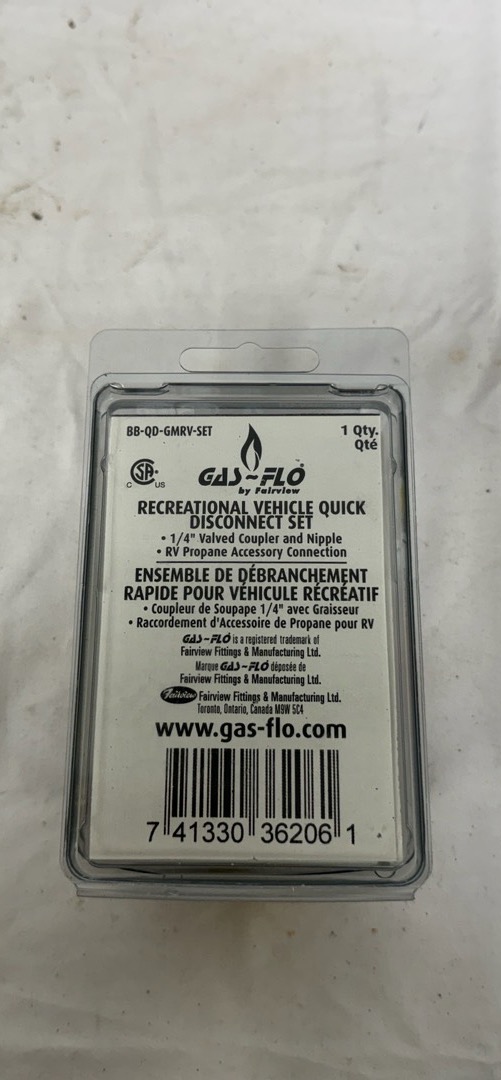 BB-QD-GMRV-SET
1 Qty.
Qté
C SA US
GAS~FLO™
by Fairview
RECREATIONAL VEHICLE QUICK
DISCONNECT SET
• 1/4" Valved Coupler and Nipple
• RV Propane Accessory Connection
ENSEMBLE DE DÉBRANCHEMENT
RAPIDE POUR VÉHICULE RÉCRÉATIF
• Coupleur de Soupape 1/4" avec Graisseur
• Raccordement d'Accessoire de Propane pour RV
GAS~FLO is a registered trademark of
Fairview Fittings & Manufacturing Ltd.
Marque GAS~FLO déposée de
Fairview Fittings & Manufacturing Ltd.
Fairview Fairview Fittings & Manufacturing Ltd.
Toronto, Ontario, Canada M9W 5C4
www.gas-flo.com
7 41330 36206 1